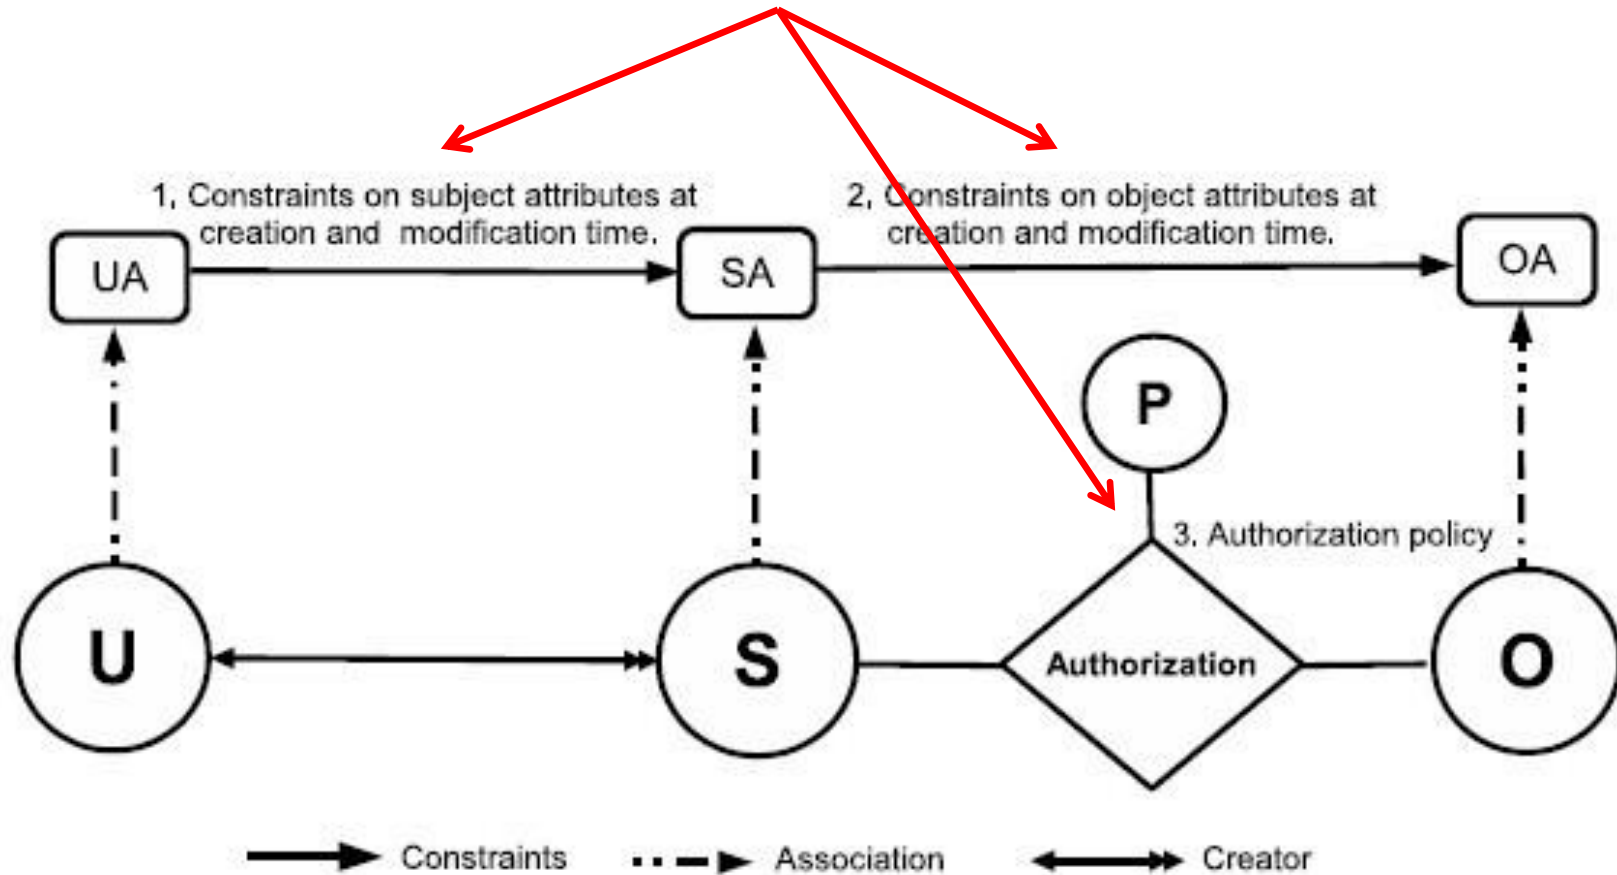 1. Constraints on subject attributes at
creation and modification time.
2. Constraints on object attributes at
creation and modification time.
UA
SA
OA
P
3. Authorization policy
U
S
Authorization
O
Constraints
Association
Creator